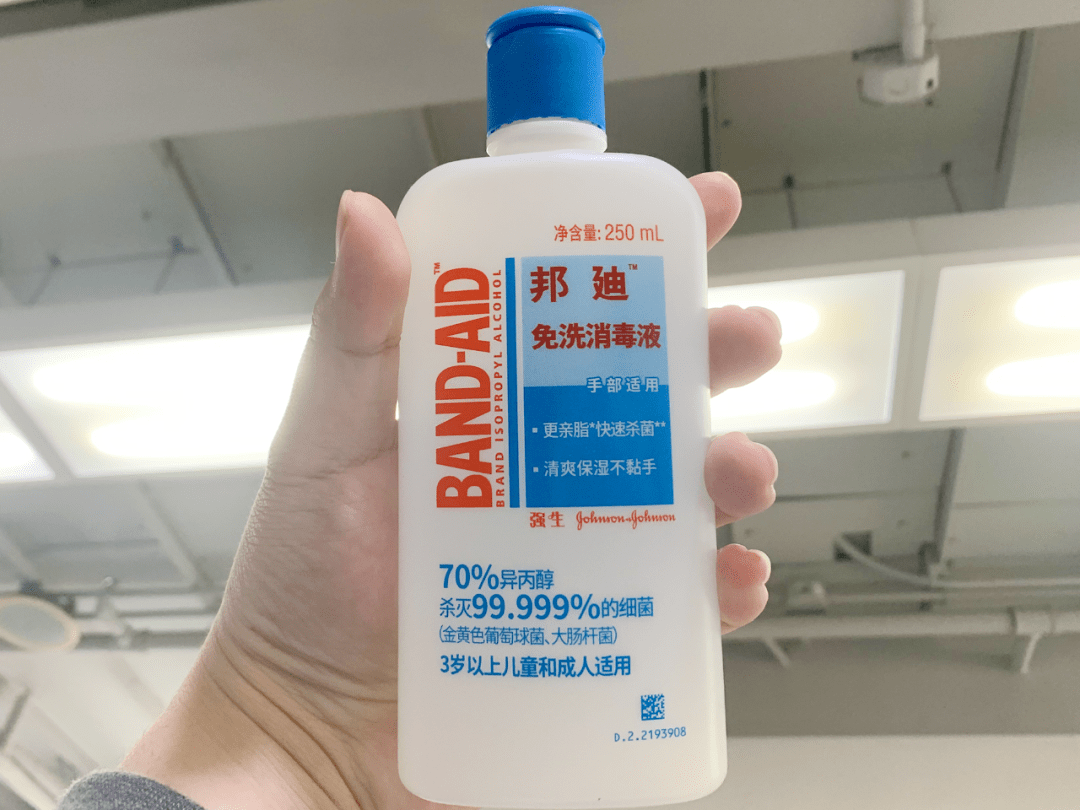 净含量: 250 mL
BAND-AID™
BRAND ISOPROPYL ALCOHOL
邦迪™
免洗消毒液
手部适用
▪ 更亲脂*快速杀菌**
▪ 清爽保湿不黏手
强生 Johnson & Johnson
70%异丙醇
杀灭99.999%的细菌
(金黄色葡萄球菌、大肠杆菌)
3岁以上儿童和成人适用
D.2.2193908